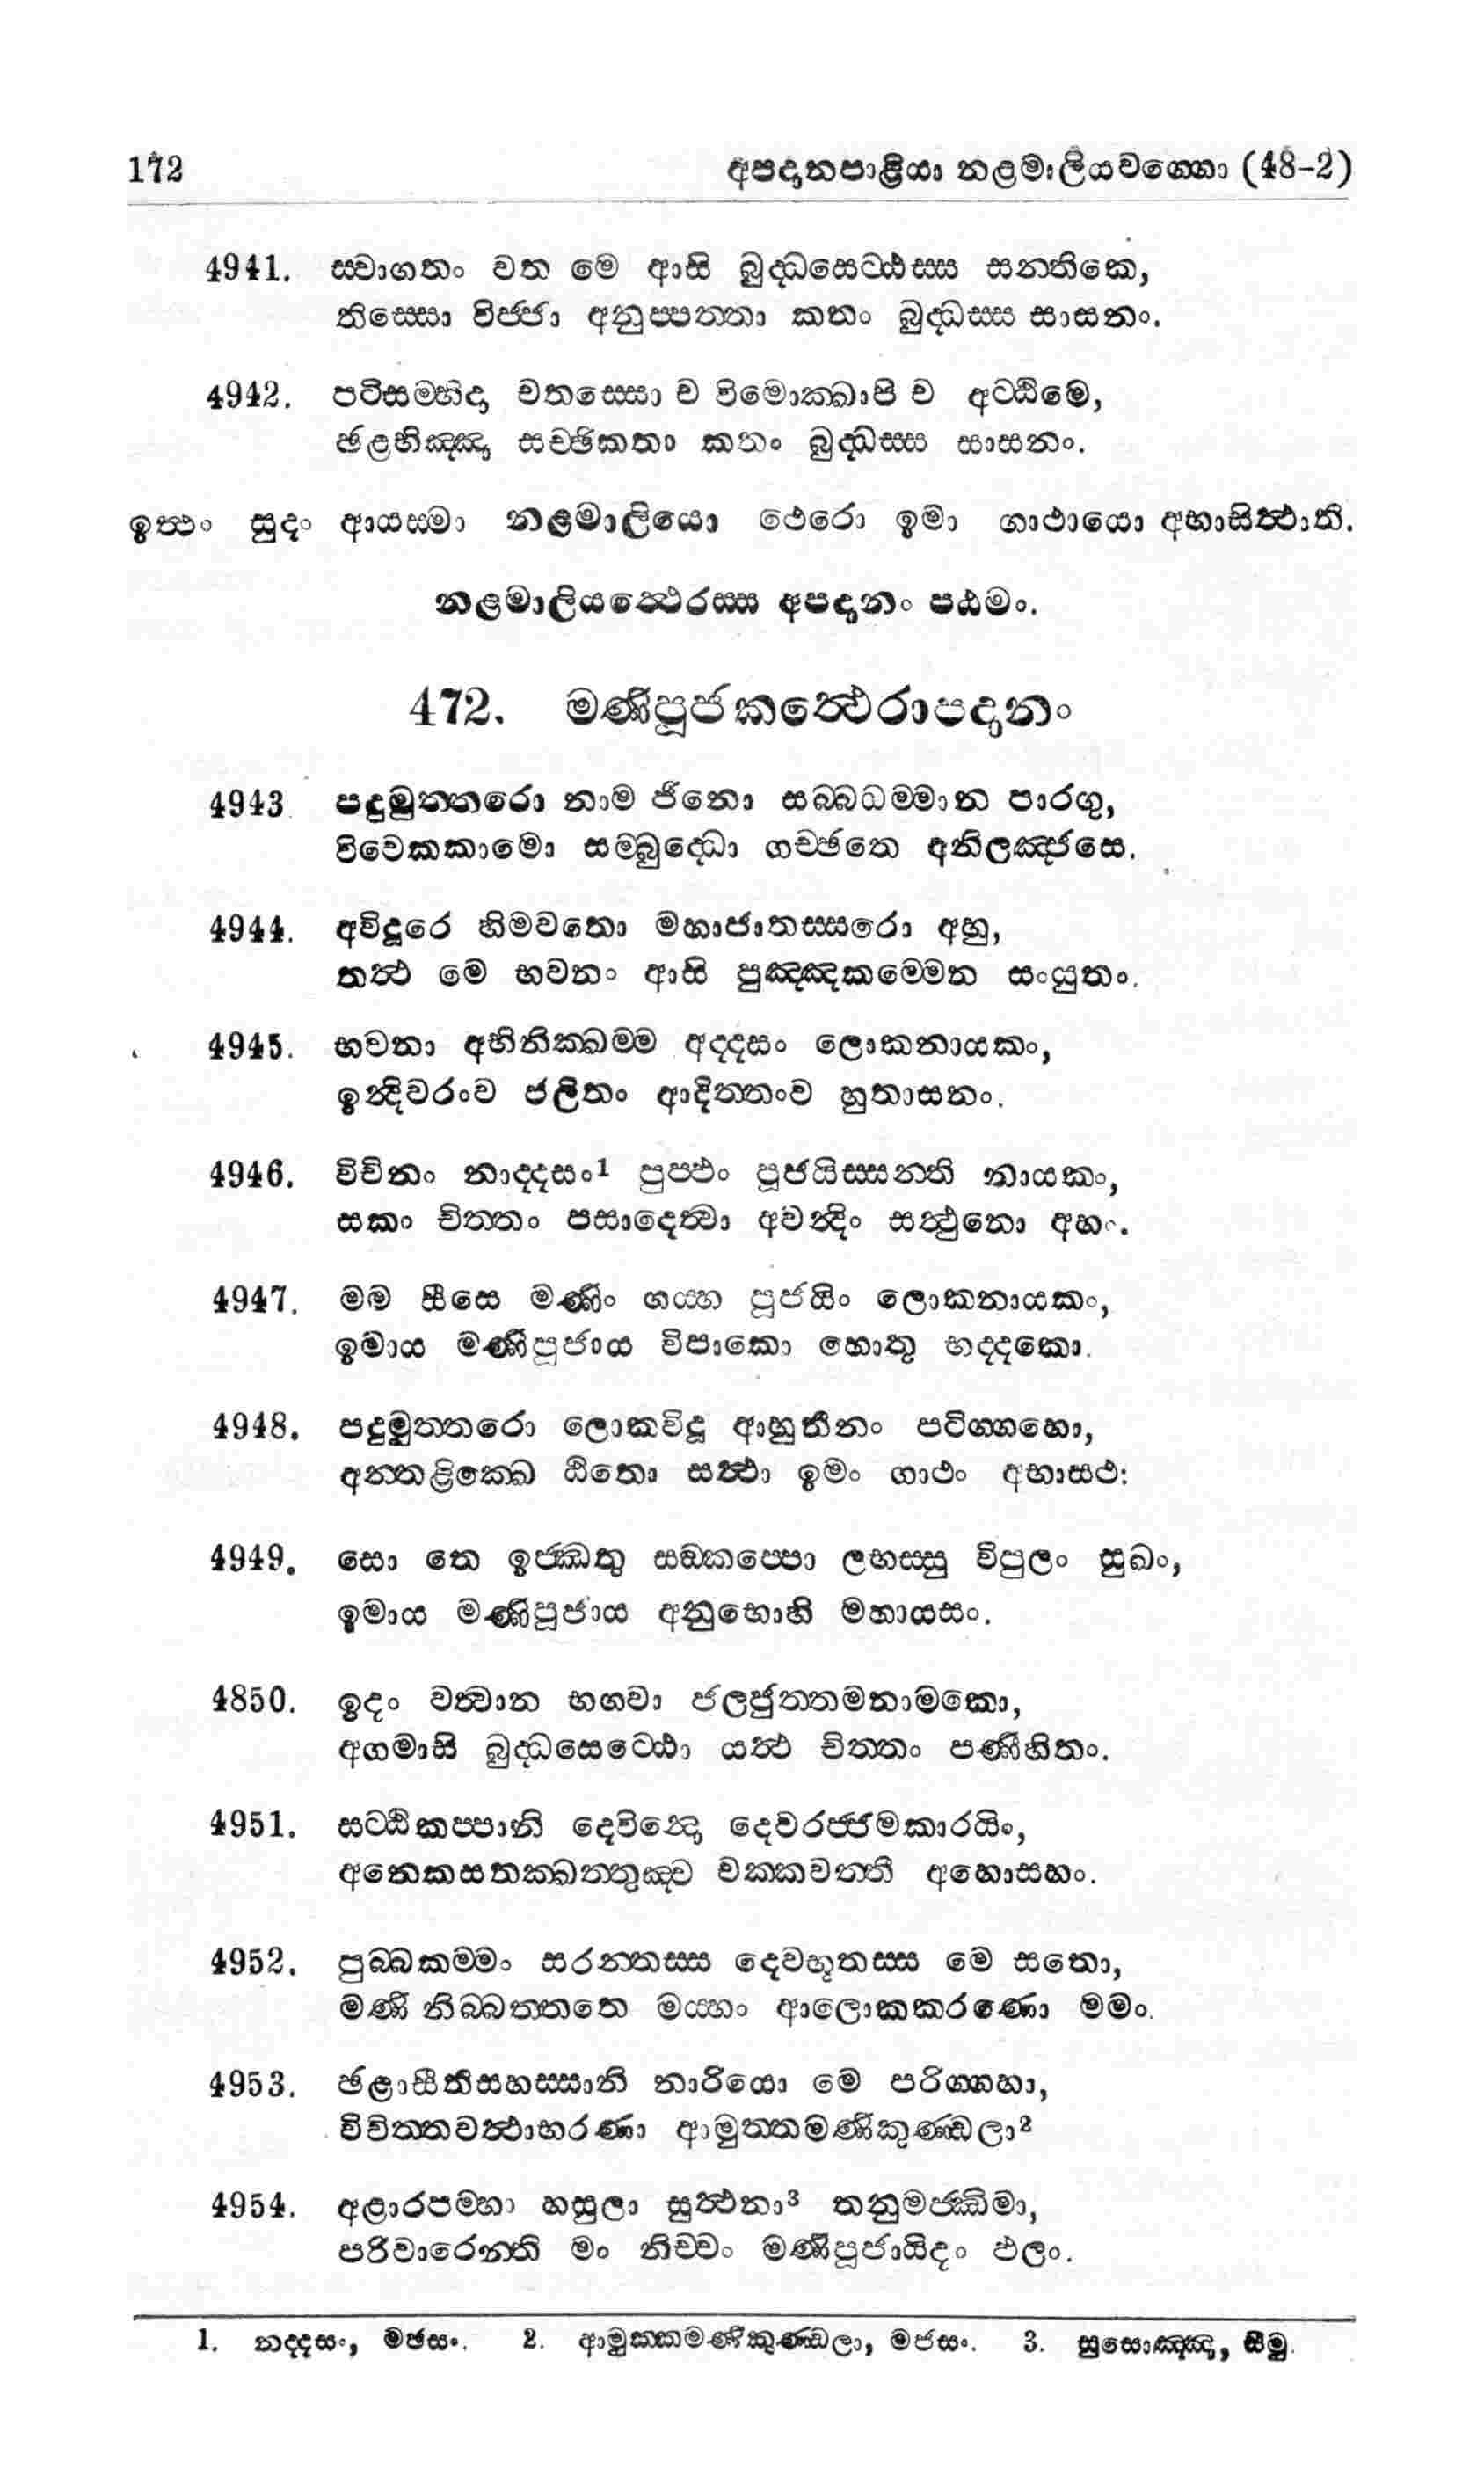 172 අපදානපාළියා නළමාලියවග්ගො (48-2)
4941. ස්වාගතං වත මෙ ආසි බුද්ධසෙට්ඨස්ස සන්තිකෙ,
තිස්සො විජ්ජා අනුප්පත්තා කතං බුද්ධස්ස සාසනං.
4942. පටිසම්භිදා චතස්සො ච විමොක්ඛාපි ච අට්ඨිමෙ,
ඡළභිඤ්ඤා සච්ඡිකතා කතං බුද්ධස්ස සාසනං.
ඉත්ථං සුදං ආයස්මා නළමාලියො ථෙරො ඉමා ගාථායො අභාසිත්ථාති.
නළමාලියත්ථෙරස්ස අපදානං පඨමං.
472. මණිපූජකත්ථෙරාපදානං
4943 පදුමුත්තරො නාම ජිනො සබ්බධම්මාන පාරගු,
විවෙකකාමො සම්බුද්ධො ගච්ඡතෙ අනිලඤ්ජසෙ.
4944. අවිදූරෙ හිමවතො මහාජාතස්සරො අහු,
තත්ථ මෙ භවනං ආසි පුඤ්ඤකම්මෙන සංයුතං.
4945. භවනා අභිනික්ඛම්ම අද්දසං ලොකනායකං,
ඉන්දිවරංව ජලිතං ආදිත්තංව හුතාසනං.
4946. විචිනං නාද්දසං¹ පුප්ඵං පූජයිස්සන්ති නායකං,
සකං චිත්තං පසාදෙත්වා අවන්දිං සත්ථුනො අහං.
4947. මම සීසෙ මණිං ගය්හ පූජයිං ලොකනායකං,
ඉමාය මණිපූජාය විපාකො හොතු භද්දකො.
4948. පදුමුත්තරො ලොකවිදූ ආහුතීනං පටිග්ගහො,
අන්තළික්ඛෙ ඨිතො සත්ථා ඉමං ගාථං අභාසථ:
4949. සො තෙ ඉජ්ඣතු සඞ්කප්පො ලභස්සු විපුලං සුඛං,
ඉමාය මණිපූජාය අනුභොහි මහායසං.
4850. ඉදං වත්වාන භගවා ජලජුත්තමනාමකො,
අගමාසි බුද්ධසෙට්ඨො යත්ථ චිත්තං පණීහිතං.
4951. සට්ඨිකප්පානි දෙවින්දො දෙවරජ්ජමකාරයිං,
අනෙකසතක්ඛත්තුඤ්ච චක්කවත්තී අහොසහං.
4952. පුබ්බකම්මං සරන්තස්ස දෙවභූතස්ස මෙ සතො,
මණි නිබ්බත්තතෙ මය්හං ආලොකකරණො මමං.
4953. ඡළාසීතිසහස්සානි නාරියො මෙ පරිග්ගහා,
විචිත්තවත්ථාභරණා ආමුත්තමණිකුණ්ඩලා²
4954. අළාරපම්හා හසුලා සුත්ථනා³ තනුමජ්ඣිමා,
පරිවාරෙන්ති මං නිච්චං මණිපූජායිදං ඵලං.
1. නද්දසං, මඡසං. 2. ආමුක්කමණිකුණ්ඩලා, මජසං. 3. සුසොඤ්ඤා, සීමු.